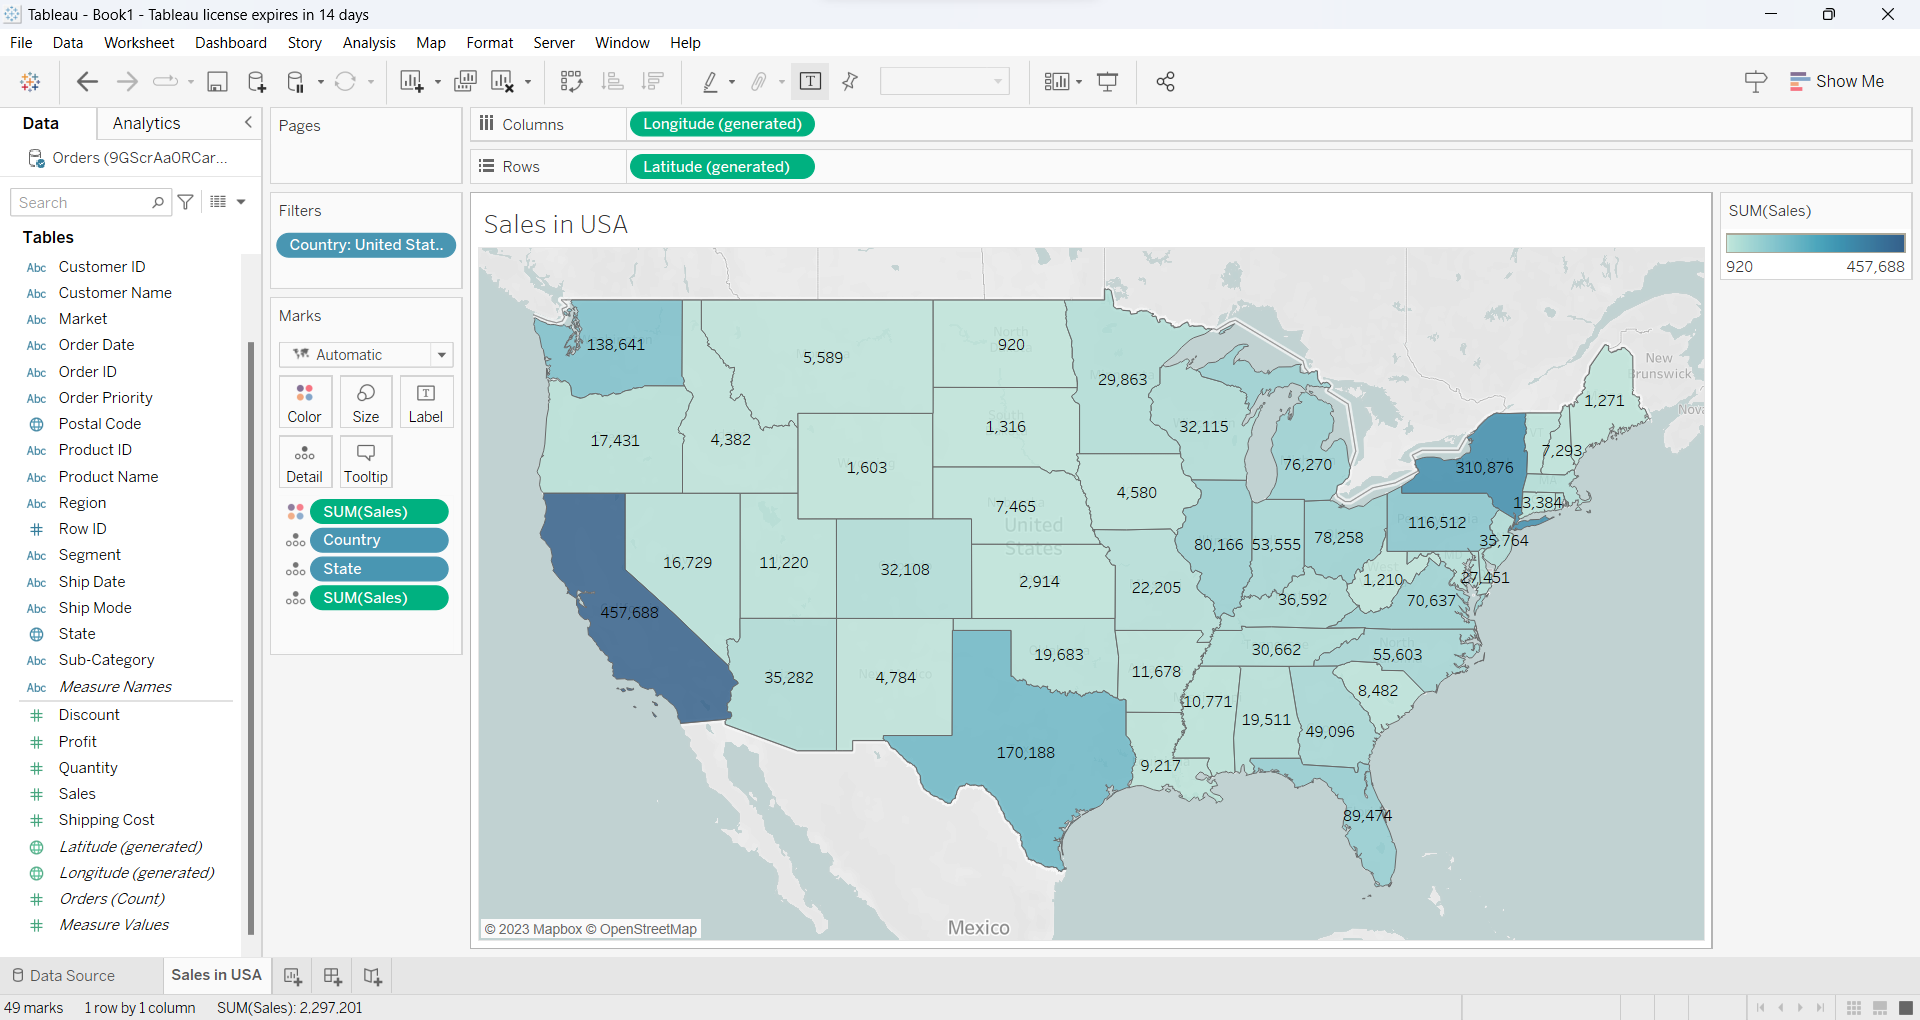 Tableau - Book1 - Tableau license expires in 14 days
File Data Worksheet Dashboard Story Analysis Map Format Server Window Help
Show Me
Data Analytics
Orders (9GScrAa0RCar...
Search
Tables
Abc Customer ID
Abc Customer Name
Abc Market
Abc Order Date
Abc Order ID
Abc Order Priority
Postal Code
Abc Product ID
Abc Product Name
Abc Region
# Row ID
Abc Segment
Abc Ship Date
Abc Ship Mode
State
Abc Sub-Category
Abc Measure Names
# Discount
# Profit
# Quantity
# Sales
# Shipping Cost
Latitude (generated)
Longitude (generated)
# Orders (Count)
# Measure Values
Pages
Filters
Country: United Stat..
Marks
Automatic
Color Size Label
Detail Tooltip
SUM(Sales)
Country
State
SUM(Sales)
Columns Longitude (generated)
Rows Latitude (generated)
Sales in USA
138,641
5,589
920
29,863
New
Brunswick
1,271
17,431
4,382
1,316
32,115
1,603
76,270
7,293
310,876
7,465
4,580
13,384
United
States
116,512
16,729
11,220
32,108
2,914
22,205
80,166
53,555
78,258
35,764
1,210
27,451
457,688
36,592
70,637
35,282
4,784
19,683
30,662
55,603
11,678
8,482
10,771
19,511
49,096
170,188
9,217
89,474
Mexico
© 2023 Mapbox © OpenStreetMap
SUM(Sales)
920 457,688
Data Source Sales in USA
49 marks 1 row by 1 column SUM(Sales): 2,297,201